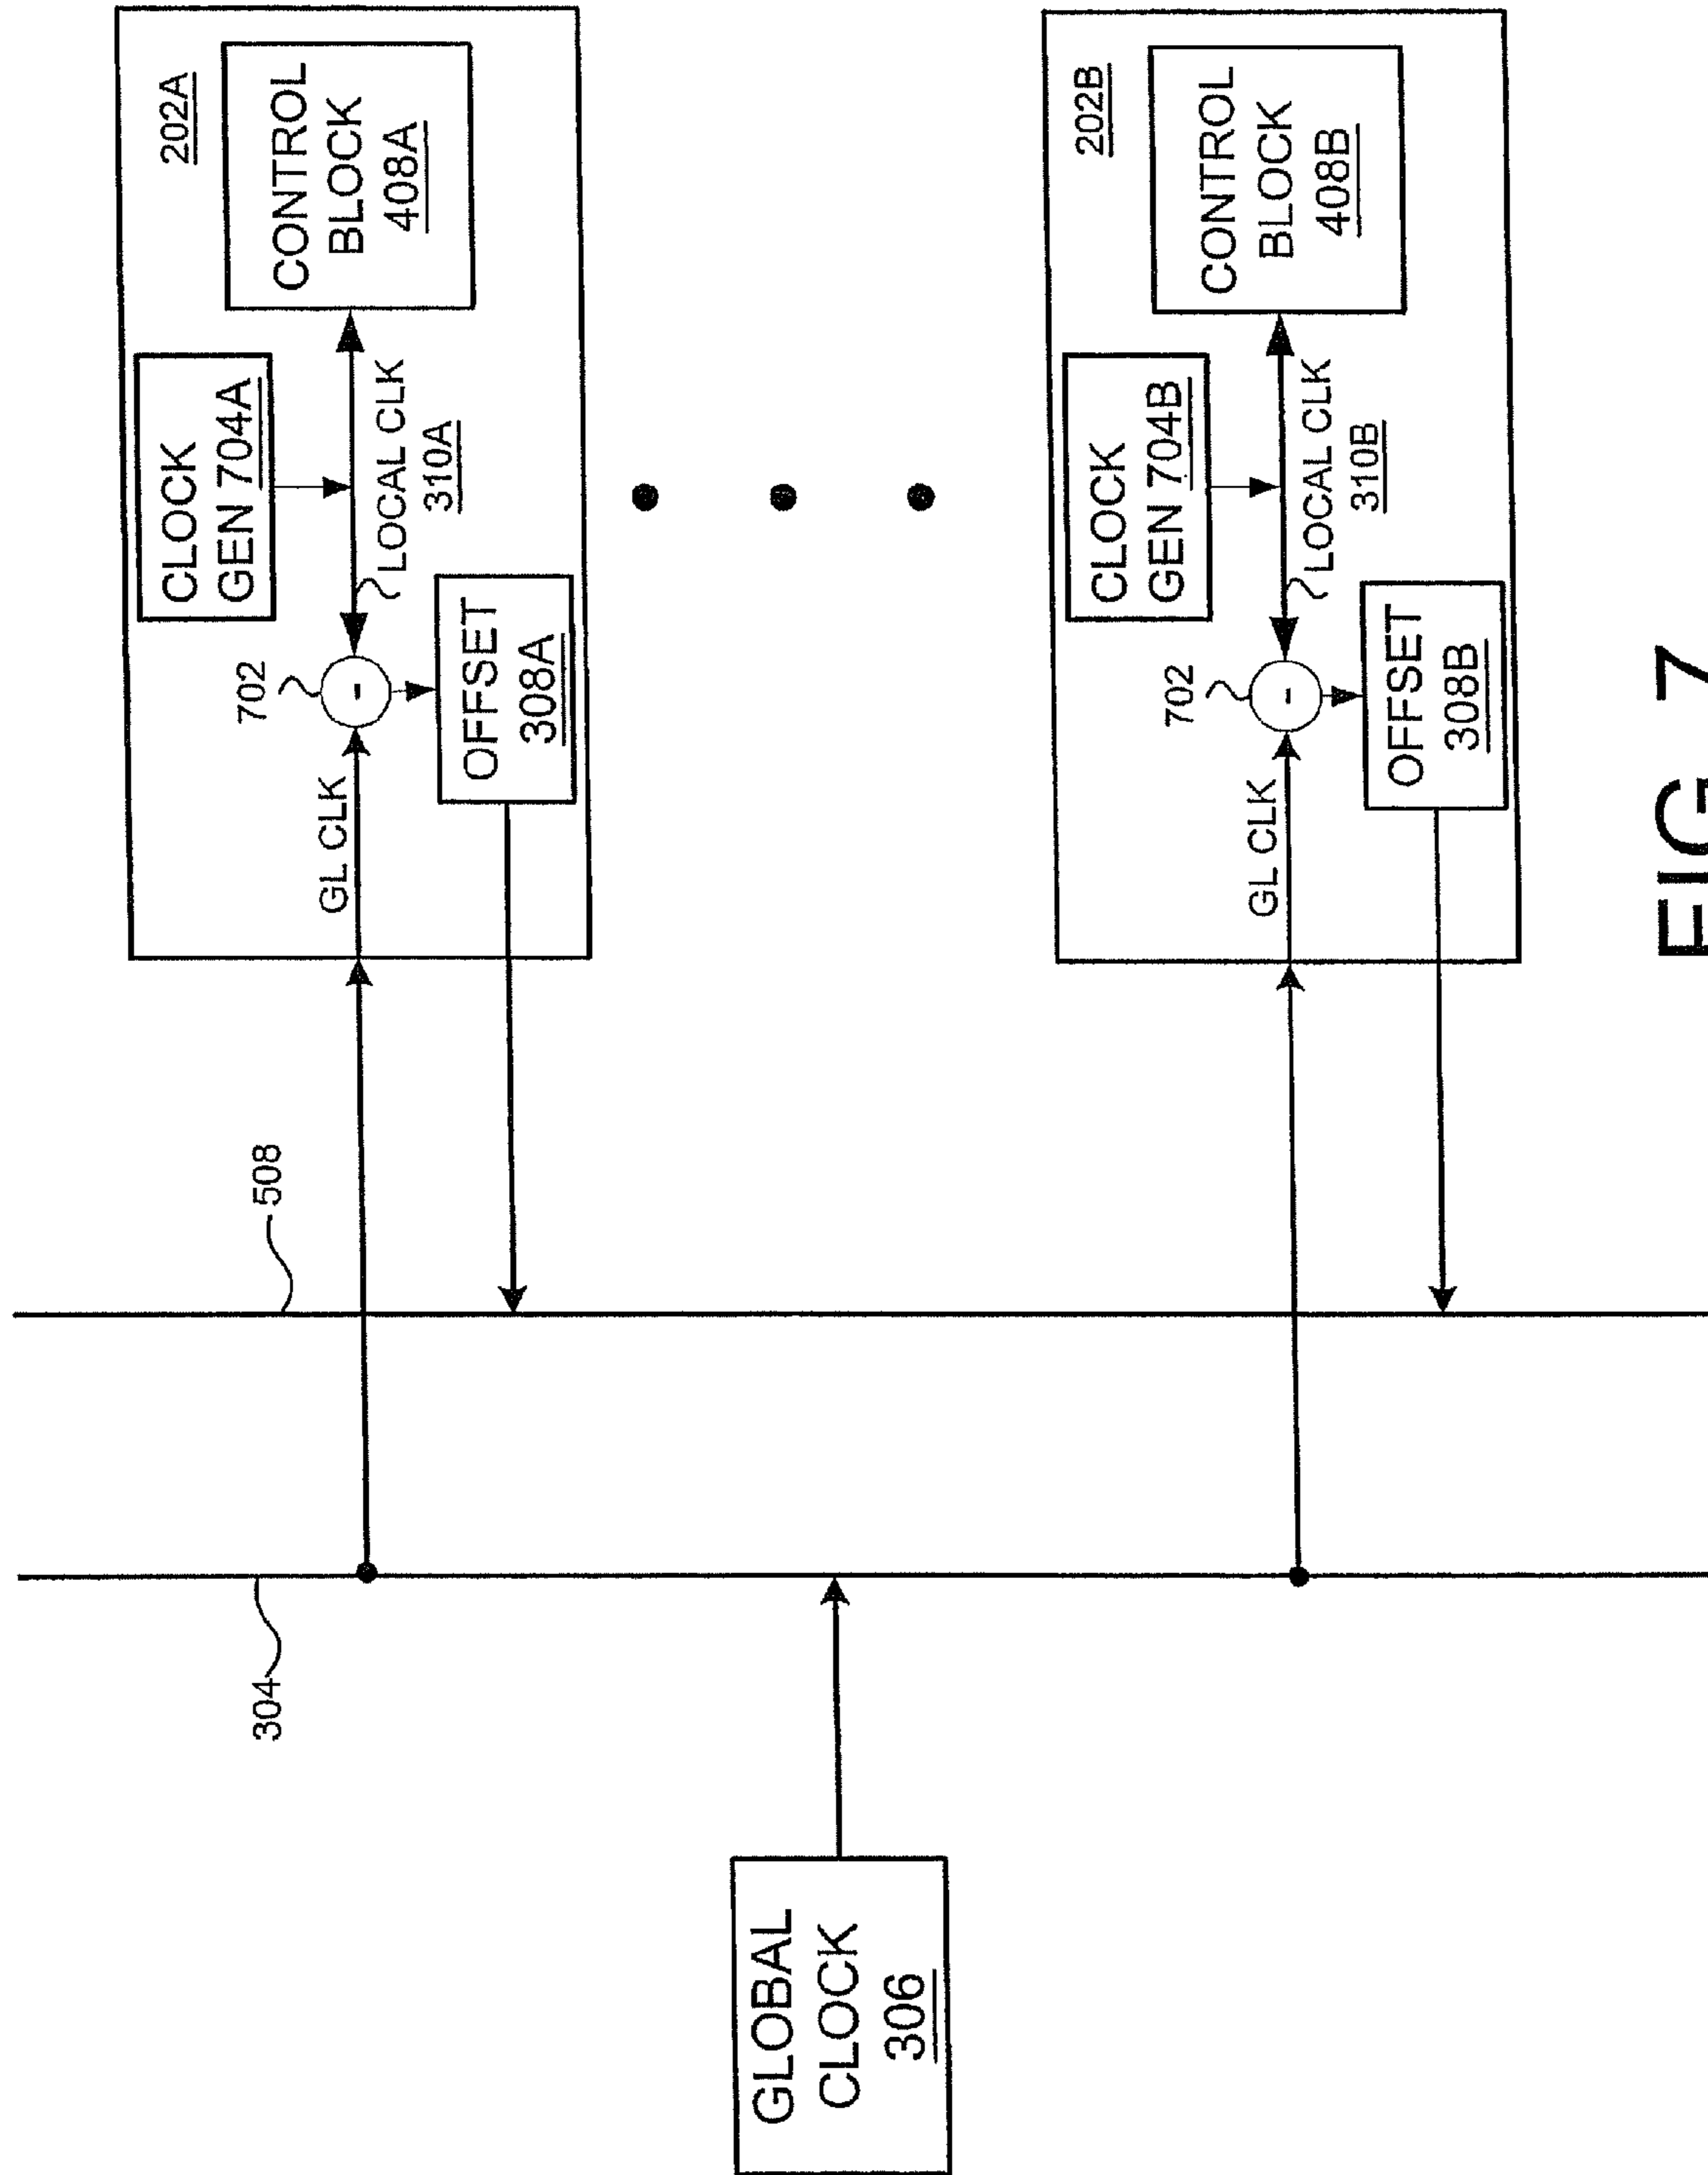 202A
CLOCK
GEN 704A
CONTROL
BLOCK
408A
702
-
GL CLK
LOCAL CLK
310A
OFFSET
308A
304
508
GLOBAL
CLOCK
306
202B
CLOCK
GEN 704B
CONTROL
BLOCK
408B
702
-
GL CLK
LOCAL CLK
310B
OFFSET
308B
FIG. 7